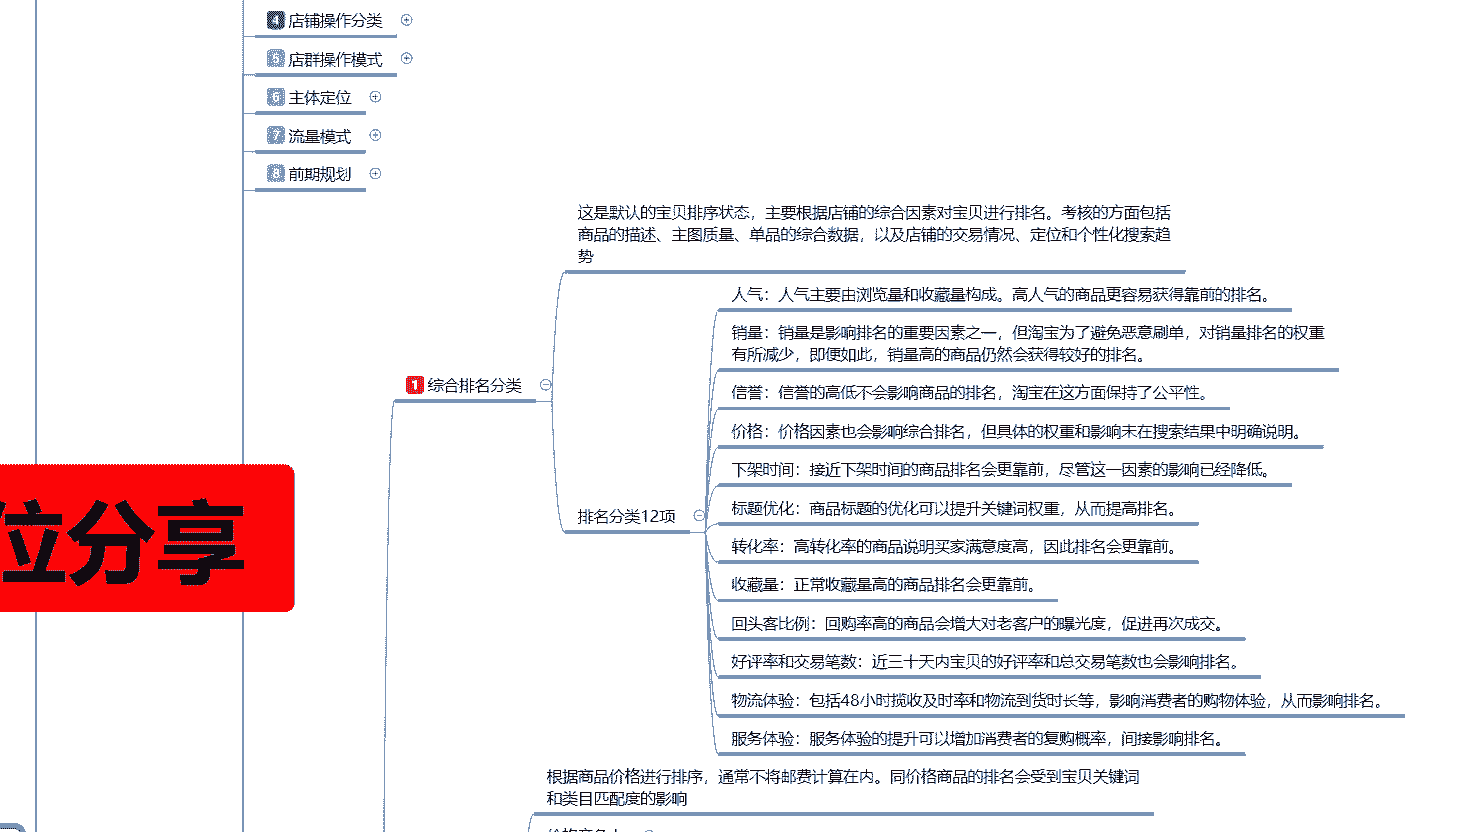 4 店铺操作分类
5 店群操作模式
6 主体定位
7 流量模式
8 前期规划
这是默认的宝贝排序状态，主要根据店铺的综合因素对宝贝进行排名。考核的方面包括
商品的描述、主图质量、单品的综合数据，以及店铺的交易情况、定位和个性化搜索趋
势
人气：人气主要由浏览量和收藏量构成。高人气的商品更容易获得靠前的排名。
销量：销量是影响排名的重要因素之一，但淘宝为了避免恶意刷单，对销量排名的权重
有所减少，即便如此，销量高的商品仍然会获得较好的排名。
1 综合排名分类
信誉：信誉的高低不会影响商品的排名，淘宝在这方面保持了公平性。
价格：价格因素也会影响综合排名，但具体的权重和影响未在搜索结果中明确说明。
下架时间：接近下架时间的商品排名会更靠前，尽管这一因素的影响已经降低。
标题优化：商品标题的优化可以提升关键词权重，从而提高排名。
排名分类12项
转化率：高转化率的商品说明买家满意度高，因此排名会更靠前。
位分享
收藏量：正常收藏量高的商品排名会更靠前。
回头客比例：回购率高的商品会增大对老客户的曝光度，促进再次成交。
好评率和交易笔数：近三十天内宝贝的好评率和总交易笔数也会影响排名。
物流体验：包括48小时揽收及时率和物流到货时长等，影响消费者的购物体验，从而影响排名。
服务体验：服务体验的提升可以增加消费者的复购概率，间接影响排名。
根据商品价格进行排序，通常不将邮费计算在内。同价格商品的排名会受到宝贝关键词
和类目匹配度的影响